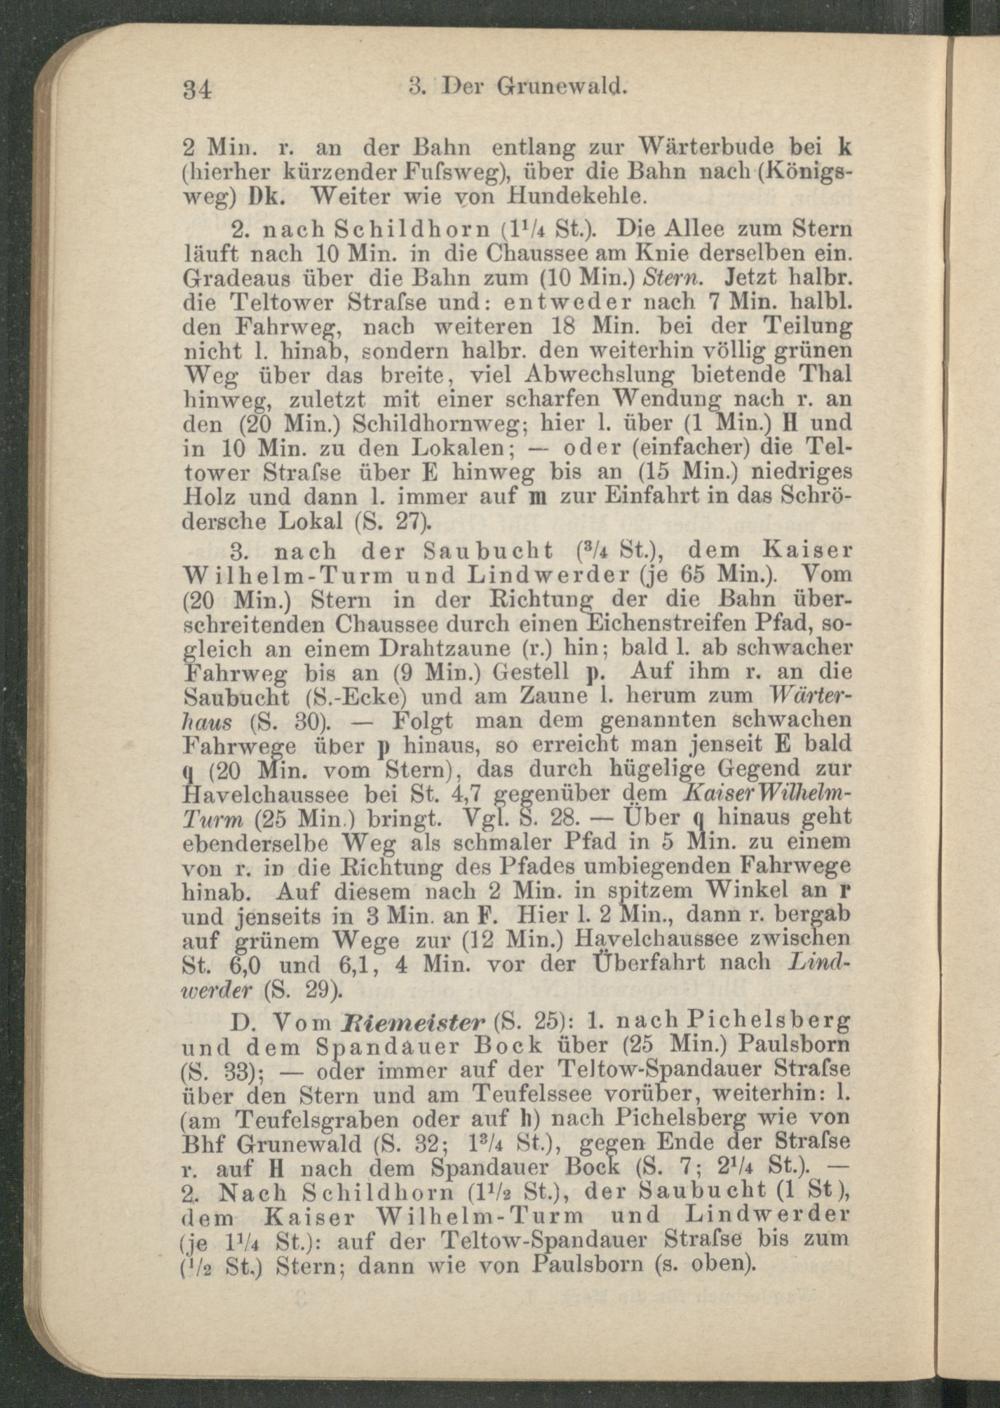 34 3. Der Grunewald.
2 Min. r. an der Bahn entlang zur Wärterbude bei k
(hierher kürzender Fuſsweg), über die Bahn nach (Königs-
weg) Dk. Weiter wie von Hundekehle.
2. nach Schildhorn (1¹/₄ St.). Die Allee zum Stern
läuft nach 10 Min. in die Chaussee am Knie derselben ein.
Gradeaus über die Bahn zum (10 Min.) Stern. Jetzt halbr.
die Teltower Straſse und: entweder nach 7 Min. halbl.
den Fahrweg, nach weiteren 18 Min. bei der Teilung
nicht l. hinab, sondern halbr. den weiterhin völlig grünen
Weg über das breite, viel Abwechslung bietende Thal
hinweg, zuletzt mit einer scharfen Wendung nach r. an
den (20 Min.) Schildhornweg; hier l. über (1 Min.) H und
in 10 Min. zu den Lokalen; — oder (einfacher) die Tel-
tower Straſse über E hinweg bis an (15 Min.) niedriges
Holz und dann l. immer auf m zur Einfahrt in das Schrö-
dersche Lokal (S. 27).
3. nach der Saubucht (³/₄ St.), dem Kaiser
Wilhelm-Turm und Lindwerder (je 65 Min.). Vom
(20 Min.) Stern in der Richtung der die Bahn über-
schreitenden Chaussee durch einen Eichenstreifen Pfad, so-
gleich an einem Drahtzaune (r.) hin; bald l. ab schwacher
Fahrweg bis an (9 Min.) Gestell p. Auf ihm r. an die
Saubucht (S.-Ecke) und am Zaune l. herum zum Wärter-
haus (S. 30). — Folgt man dem genannten schwachen
Fahrwege über p hinaus, so erreicht man jenseit E bald
q (20 Min. vom Stern), das durch hügelige Gegend zur
Havelchaussee bei St. 4,7 gegenüber dem Kaiser Wilhelm-
Turm (25 Min.) bringt. Vgl. S. 28. — Über q hinaus geht
ebenderselbe Weg als schmaler Pfad in 5 Min. zu einem
von r. in die Richtung des Pfades umbiegenden Fahrwege
hinab. Auf diesem nach 2 Min. in spitzem Winkel an r
und jenseits in 3 Min. an F. Hier l. 2 Min., dann r. bergab
auf grünem Wege zur (12 Min.) Havelchaussee zwischen
St. 6,0 und 6,1, 4 Min. vor der Überfahrt nach Lind-
werder (S. 29).
D. Vom Riemeister (S. 25): 1. nach Pichelsberg
und dem Spandauer Bock über (25 Min.) Paulsborn
(S. 33); — oder immer auf der Teltow-Spandauer Straſse
über den Stern und am Teufelssee vorüber, weiterhin: l.
(am Teufelsgraben oder auf h) nach Pichelsberg wie von
Bhf Grunewald (S. 32; 1³/₄ St.), gegen Ende der Straſse
r. auf H nach dem Spandauer Bock (S. 7; 2¹/₄ St.). —
2. Nach Schildhorn (1¹/₂ St.), der Saubucht (1 St),
dem Kaiser Wilhelm-Turm und Lindwerder
(je 1¹/₄ St.): auf der Teltow-Spandauer Straſse bis zum
(¹/₂ St.) Stern; dann wie von Paulsborn (s. oben).